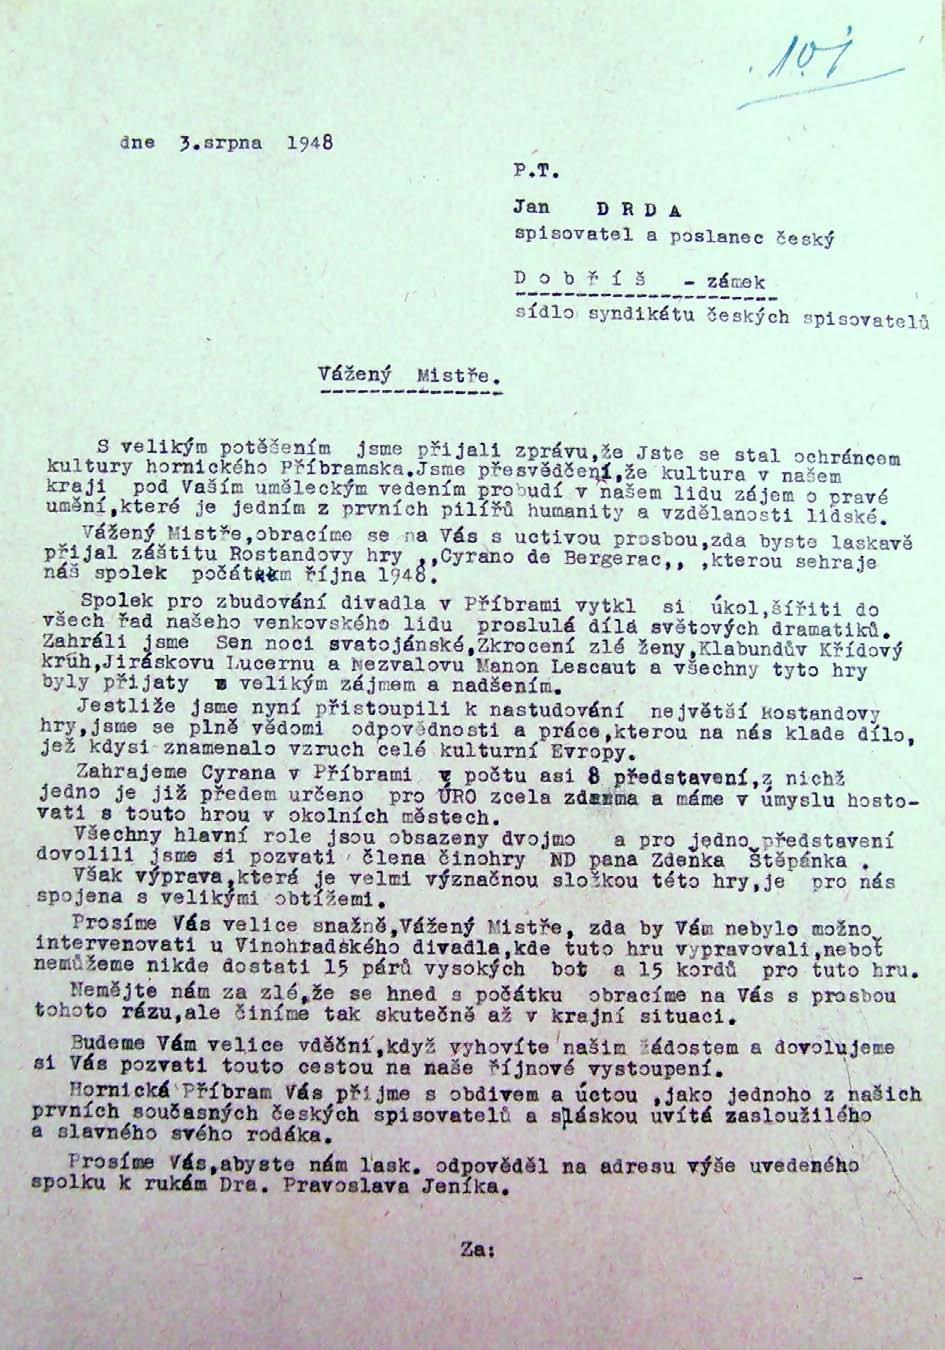 101
dne 3.srpna 1948
P.T.
Jan D R D A
spisovatel a poslanec český
D o b ř í š - zámek
sídlo syndikátu českých spisovatelů
Vážený Mistře.
S velikým potěšením jsme přijali zprávu,že Jste se stal ochráncem
kultury hornického Příbramska.Jsme přesvědčení,že kultura v našem
kraji pod Vaším uměleckým vedením probudí v našem lidu zájem o pravé
umění,které je jedním z prvních pilířů humanity a vzdělanosti lidské.
Vážený Mistře,obracíme se na Vás s uctivou prosbou,zda byste laskavě
přijal záštitu Rostandovy hry ,,Cyrano de Bergerac,, ,kterou sehraje
náš spolek počátkem října 1948.
Spolek pro zbudování divadla v Příbrami vytkl si úkol,šířiti do
všech řad našeho venkovského lidu proslulá dílá světových dramatiků.
Zahráli jsme Sen noci svatojánské,Zkrocení zlé ženy,Klabundův Křídový
krúh,Jiráskovu Lucernu a Nezvalovu Manon Lescaut a všechny tyto hry
byly přijaty s velikým zájmem a nadšením.
Jestliže jsme nyní přistoupili k nastudování největší Rostandovy
hry,jsme se plně vědomi odpovědnosti a práce,kterou na nás klade dílo,
jež kdysi znamenalo vzruch celé kulturní Evropy.
Zahrajeme Cyrana v Příbrami v počtu asi 8 představení,z nichž
jedno je již předem určeno pro ÚRO zcela zdarma a máme v úmyslu hosto-
vati s touto hrou v okolních městech.
Všechny hlavní role jsou obsazeny dvojmo a pro jedno představení
dovolili jsme si pozvati člena činohry ND pana Zdeňka Štěpánka .
Však výprava,která je velmi význačnou složkou této hry,je pro nás
spojena s velikými obtížemi.
Prosíme Vás velice snažně,Vážený Mistře, zda by Vám nebylo možno
intervenovati u Vinohradského divadla,kde tuto hru vypravovali,neboť
nemůžeme nikde dostati 15 párů vysokých bot a 15 kordů pro tuto hru.
Nemějte nám za zlé,že se hned s počátku obracíme na Vás s prosbou
tohoto rázu,ale činíme tak skutečně až v krajní situaci.
Budeme Vám velice vděční,když vyhovíte našim žádostem a dovolujeme
si Vás pozvati touto cestou na naše říjnové vystoupení.
Hornická Příbram Vás přijme s obdivem a úctou ,jako jednoho z našich
prvních současných českých spisovatelů a sláskou uvítá zasloužilého
a slavného svého rodáka.
Prosíme Vás,abyste nám lask. odpověděl na adresu výše uvedeného
spolku k rukám Dra. Pravoslava Jeníka.
Za: